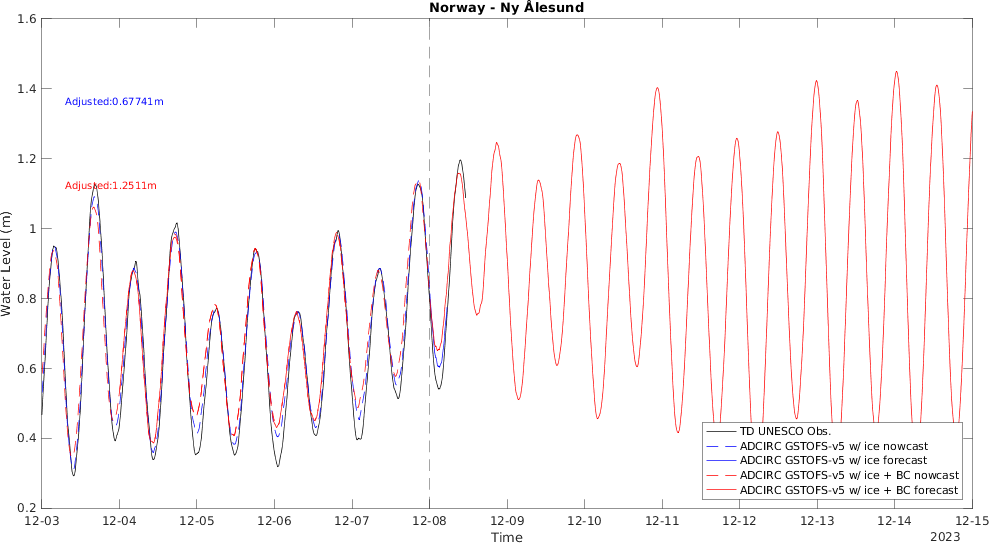 Norway - Ny Ålesund
1.6
1.4
1.2
1
0.8
0.6
0.4
0.2
Water Level (m)
Adjusted:0.67741m
Adjusted:1.2511m
TD UNESCO Obs.
ADCIRC GSTOFS-v5 w/ ice nowcast
ADCIRC GSTOFS-v5 w/ ice forecast
ADCIRC GSTOFS-v5 w/ ice + BC nowcast
ADCIRC GSTOFS-v5 w/ ice + BC forecast
12-03 12-04 12-05 12-06 12-07 12-08 12-09 12-10 12-11 12-12 12-13 12-14 12-15
Time
2023